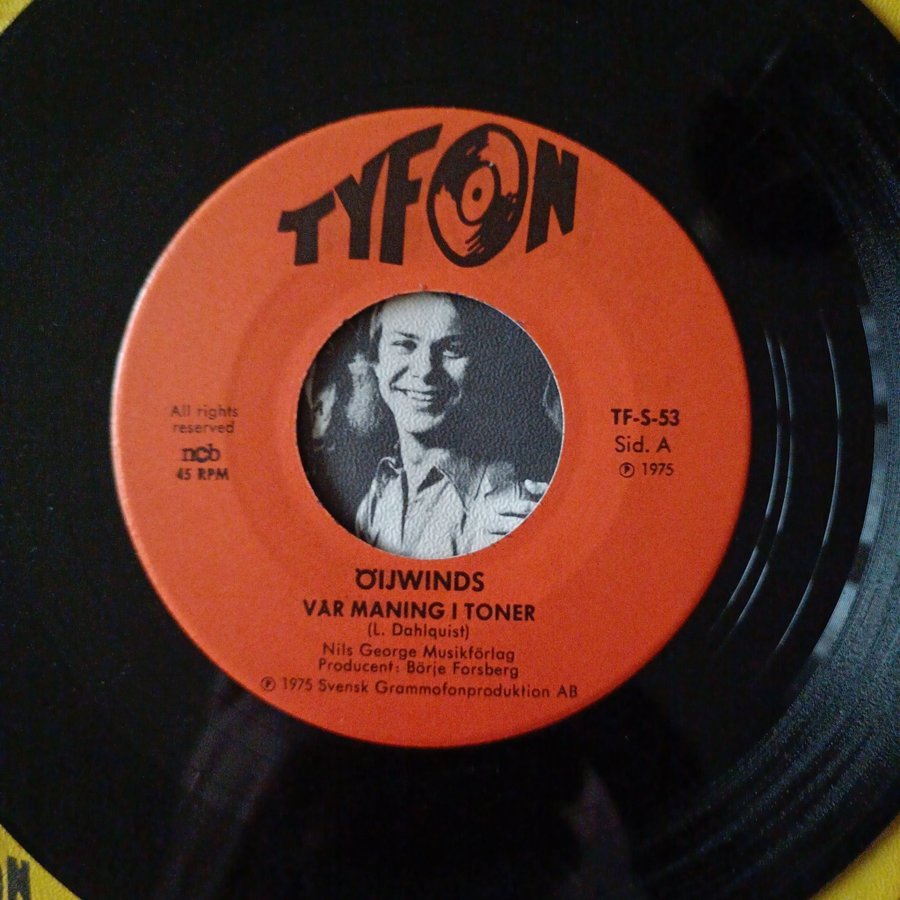 TYFON
All rights
reserved
ncb
45 RPM
TF-S-53
Sid. A
℗ 1975
ÖIJWINDS
VÅR MANING I TONER
(L. Dahlquist)
Nils George Musikförlag
Producent: Börje Forsberg
℗ 1975 Svensk Grammofonproduktion AB
ON